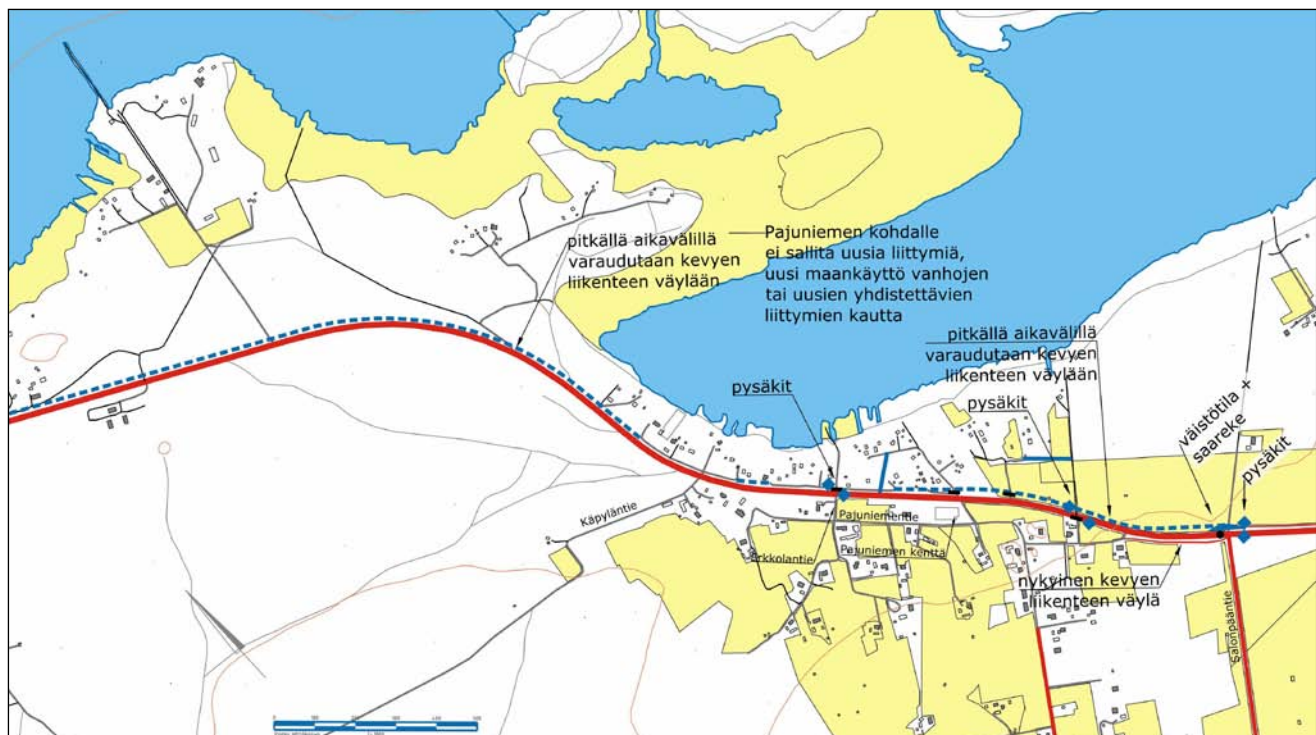 pitkällä aikavälillä
varaudutaan kevyen
liikenteen väylään
Pajuniemen kohdalle
ei sallita uusia liittymiä,
uusi maankäyttö vanhojen
tai uusien yhdistettävien
liittymien kautta
pitkällä aikavälillä
varaudutaan kevyen
liikenteen väylään
pysäkit
pysäkit
väistötila
saareke
pysäkit
Käpyläntie
Pajuniementie
Erkkolantie
Pajuniemen kenttä
nykyinen kevyen
liikenteen väylä
Salonpääntie